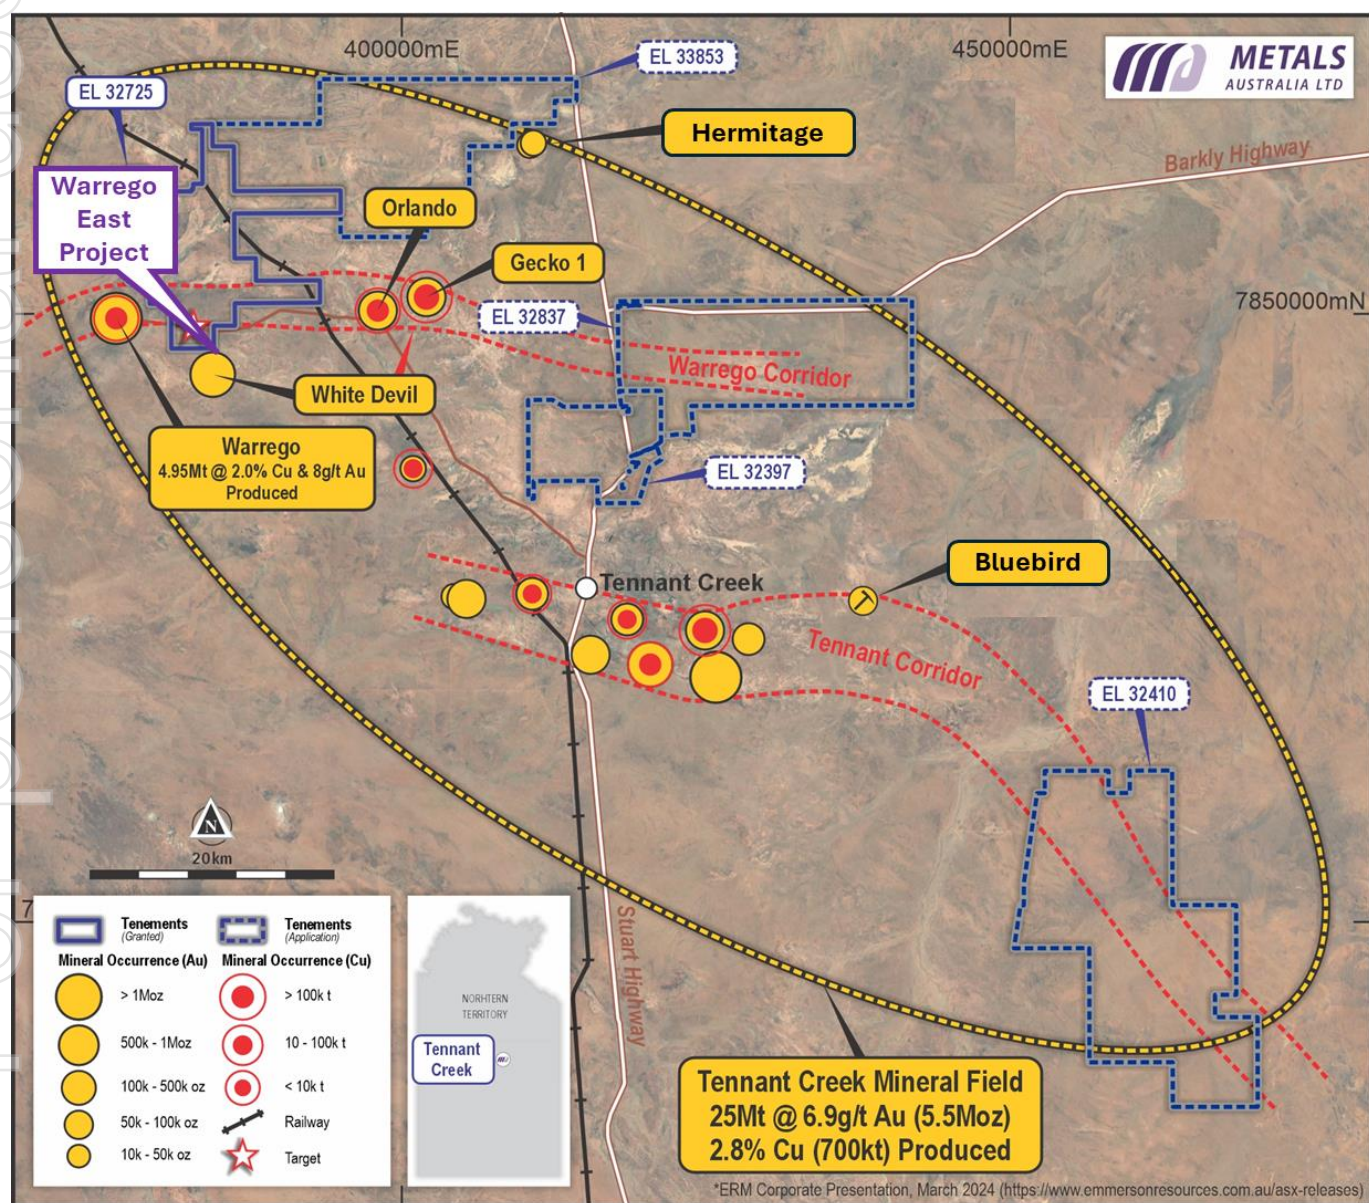 400000mE
450000mE
METALS
AUSTRALIA LTD
EL 33853
EL 32725
Hermitage
Barkly Highway
Warrego
East
Project
Orlando
Gecko 1
7850000mN
EL 32837
Warrego Corridor
White Devil
Warrego
4.95Mt @ 2.0% Cu & 8g/t Au
Produced
EL 32397
Bluebird
Tennant Creek
Tennant Corridor
EL 32410
N
20km
7
Stuart Highway
Tenements
(Granted)
Tenements
(Application)
Mineral Occurrence (Au)
Mineral Occurrence (Cu)
> 1Moz
> 100k t
500k - 1Moz
10 - 100k t
100k - 500k oz
< 10k t
50k - 100k oz
Railway
10k - 50k oz
Target
NORHTERN
TERRITORY
Tennant
Creek
Tennant Creek Mineral Field
25Mt @ 6.9g/t Au (5.5Moz)
2.8% Cu (700kt) Produced
*ERM Corporate Presentation, March 2024 (https://www.emmersonresources.com.au/asx-releases)